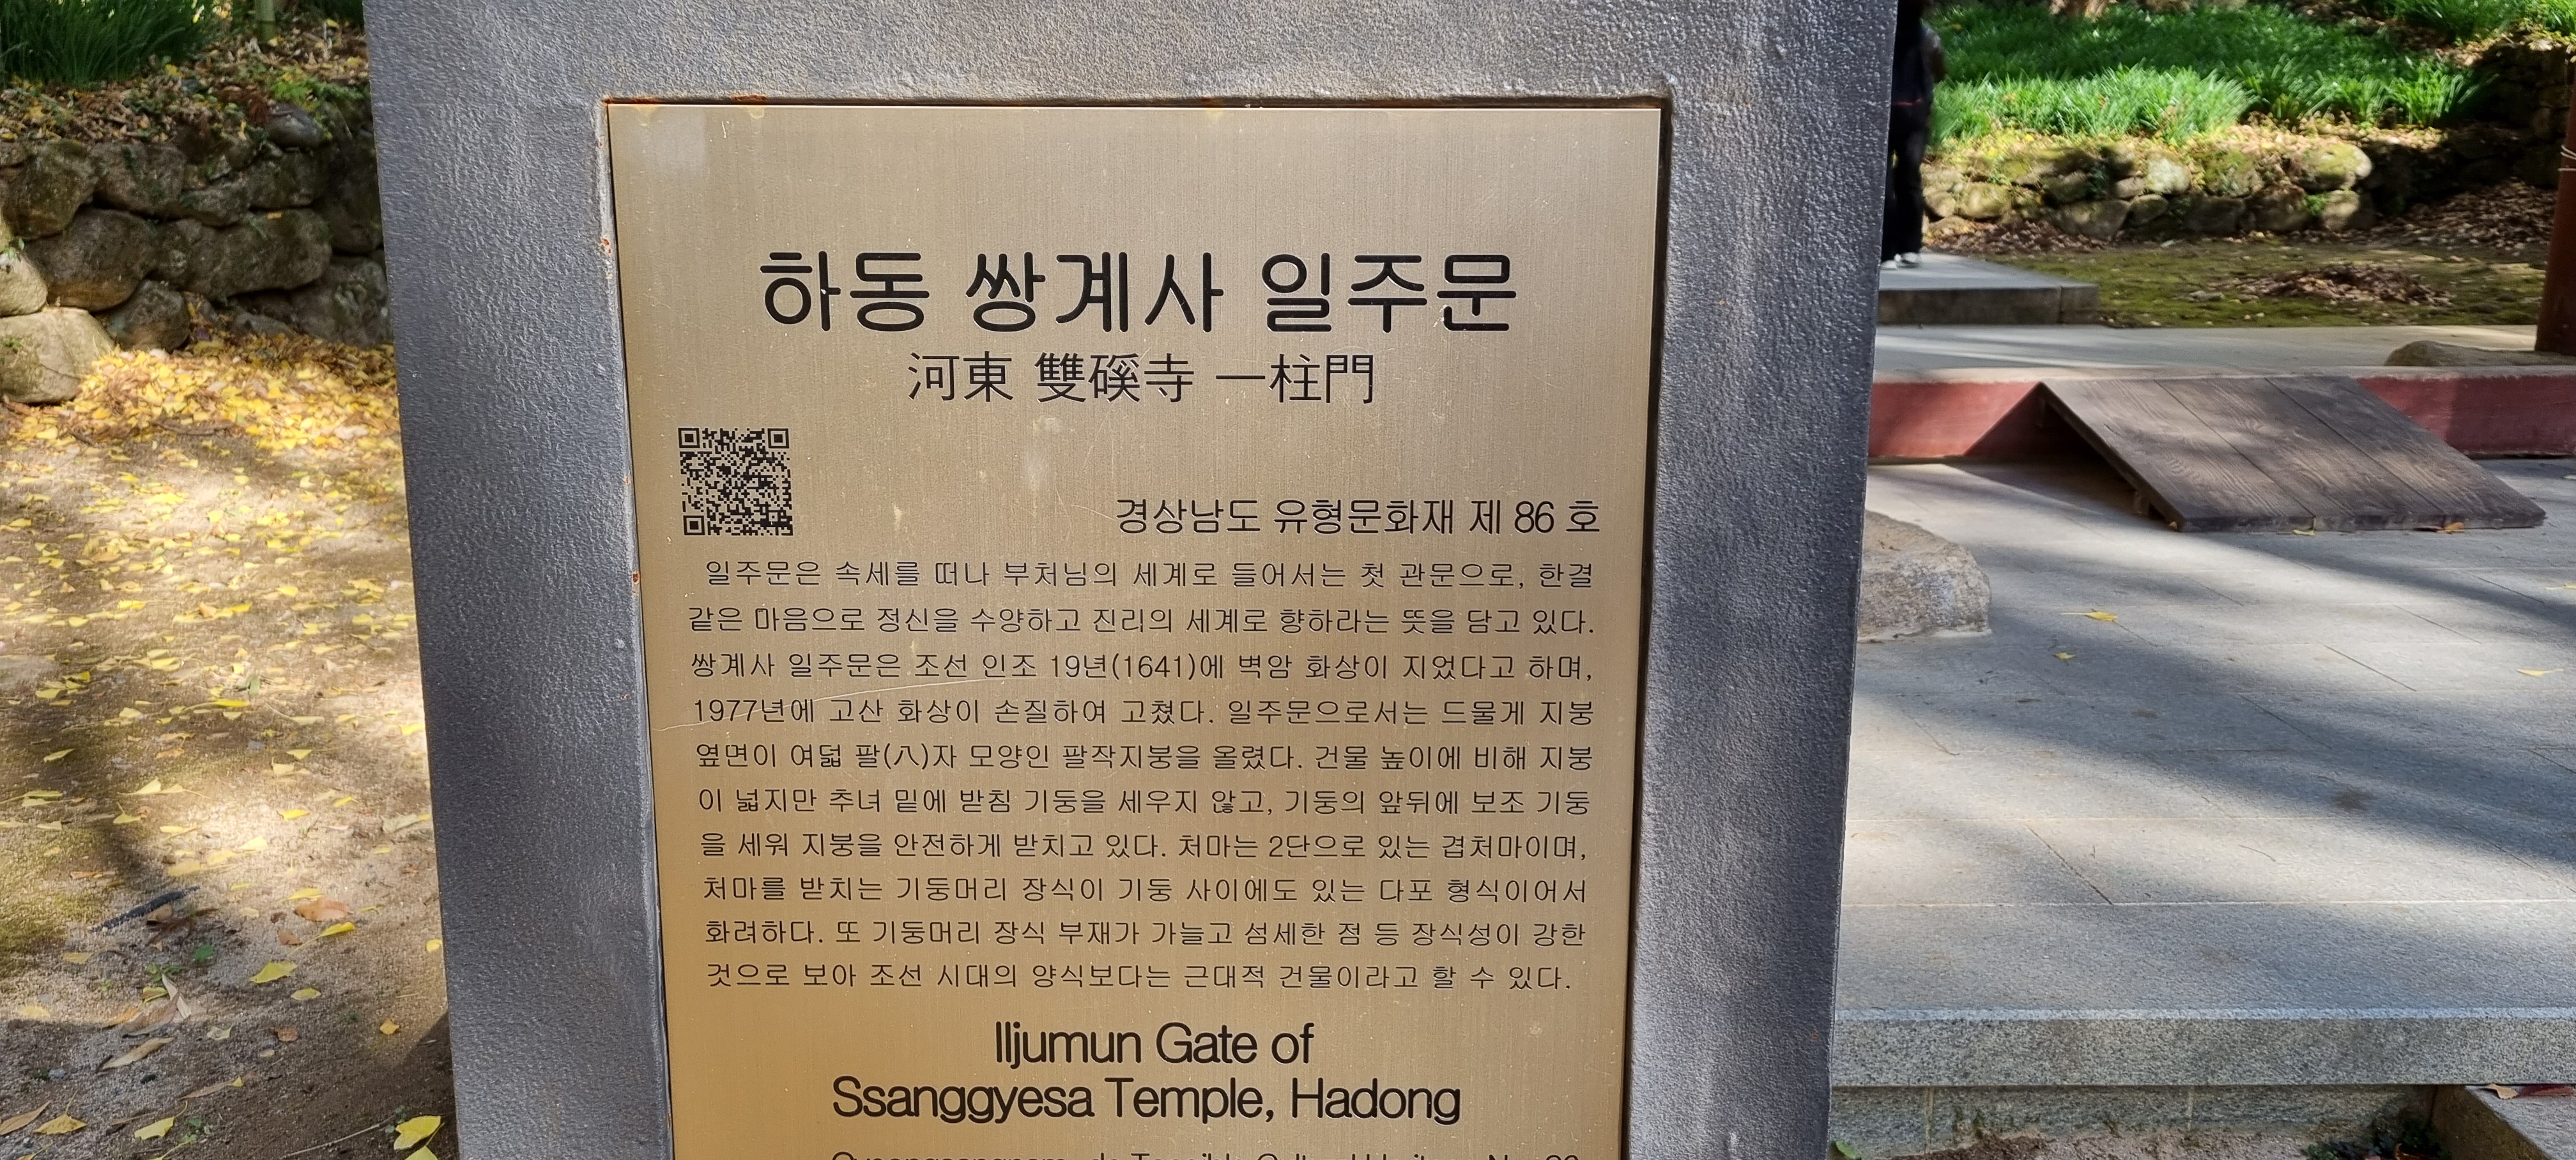 하동 쌍계사 일주문
河東 雙磎寺 一柱門
경상남도 유형문화재 제 86 호
일주문은 속세를 떠나 부처님의 세계로 들어서는 첫 관문으로, 한결
같은 마음으로 정신을 수양하고 진리의 세계로 향하라는 뜻을 담고 있다.
쌍계사 일주문은 조선 인조 19년(1641)에 벽암 화상이 지었다고 하며,
1977년에 고산 화상이 손질하여 고쳤다. 일주문으로서는 드물게 지붕
옆면이 여덟 팔(八)자 모양인 팔작지붕을 올렸다. 건물 높이에 비해 지붕
이 넓지만 추녀 밑에 받침 기둥을 세우지 않고, 기둥의 앞뒤에 보조 기둥
을 세워 지붕을 안전하게 받치고 있다. 처마는 2단으로 있는 겹처마이며,
처마를 받치는 기둥머리 장식이 기둥 사이에도 있는 다포 형식이어서
화려하다. 또 기둥머리 장식 부재가 가늘고 섬세한 점 등 장식성이 강한
것으로 보아 조선 시대의 양식보다는 근대적 건물이라고 할 수 있다.
Iljumun Gate of
Ssanggyesa Temple, Hadong